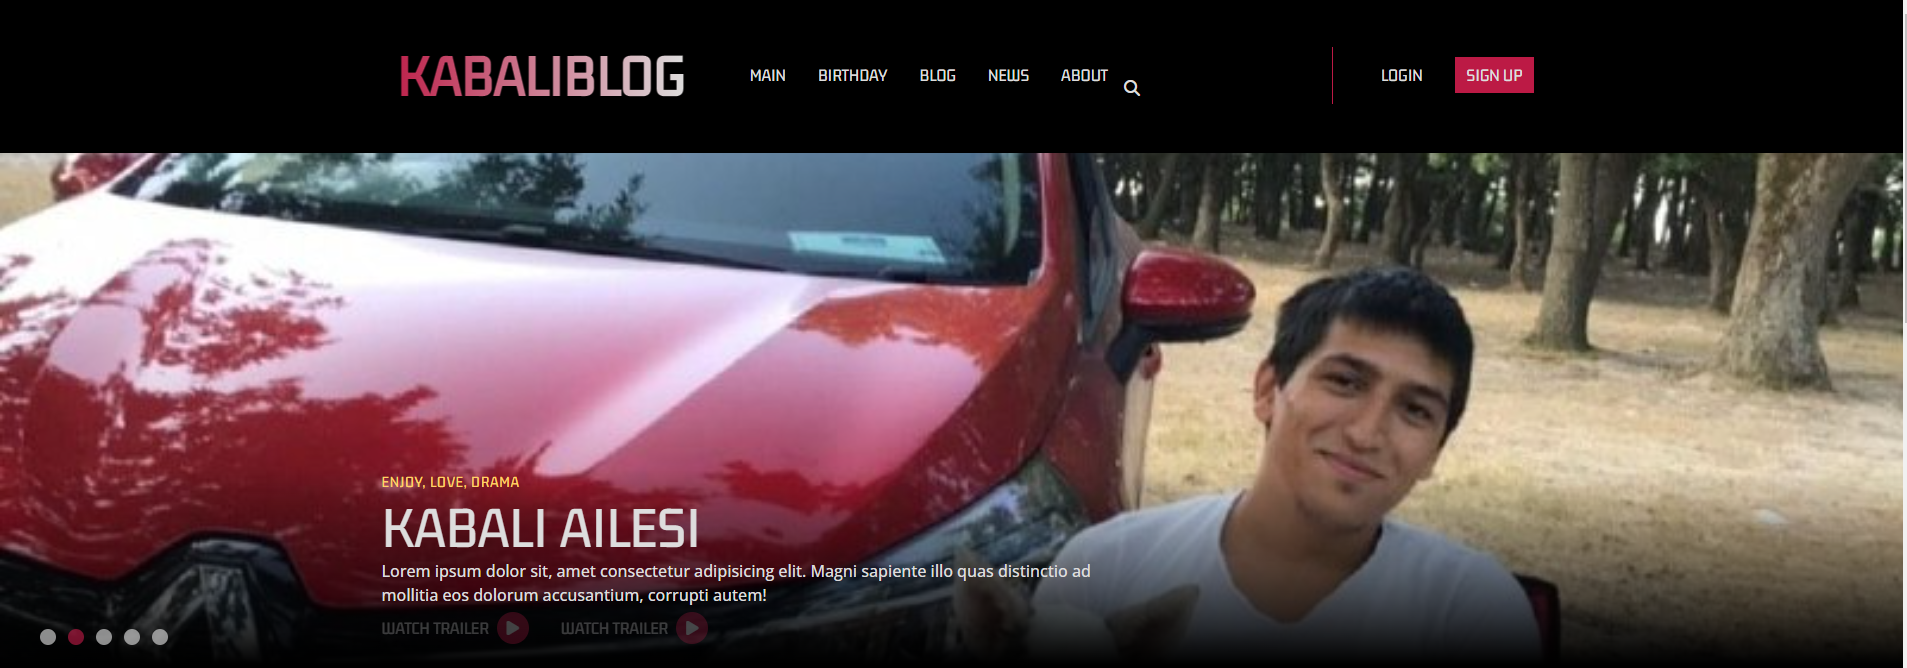 KABALIBLOG
MAIN BIRTHDAY BLOG NEWS ABOUT
LOGIN SIGN UP
ENJOY, LOVE, DRAMA
KABALI AILESI
Lorem ipsum dolor sit, amet consectetur adipisicing elit. Magni sapiente illo quas distinctio ad
mollitia eos dolorum accusantium, corrupti autem!
WATCH TRAILER WATCH TRAILER